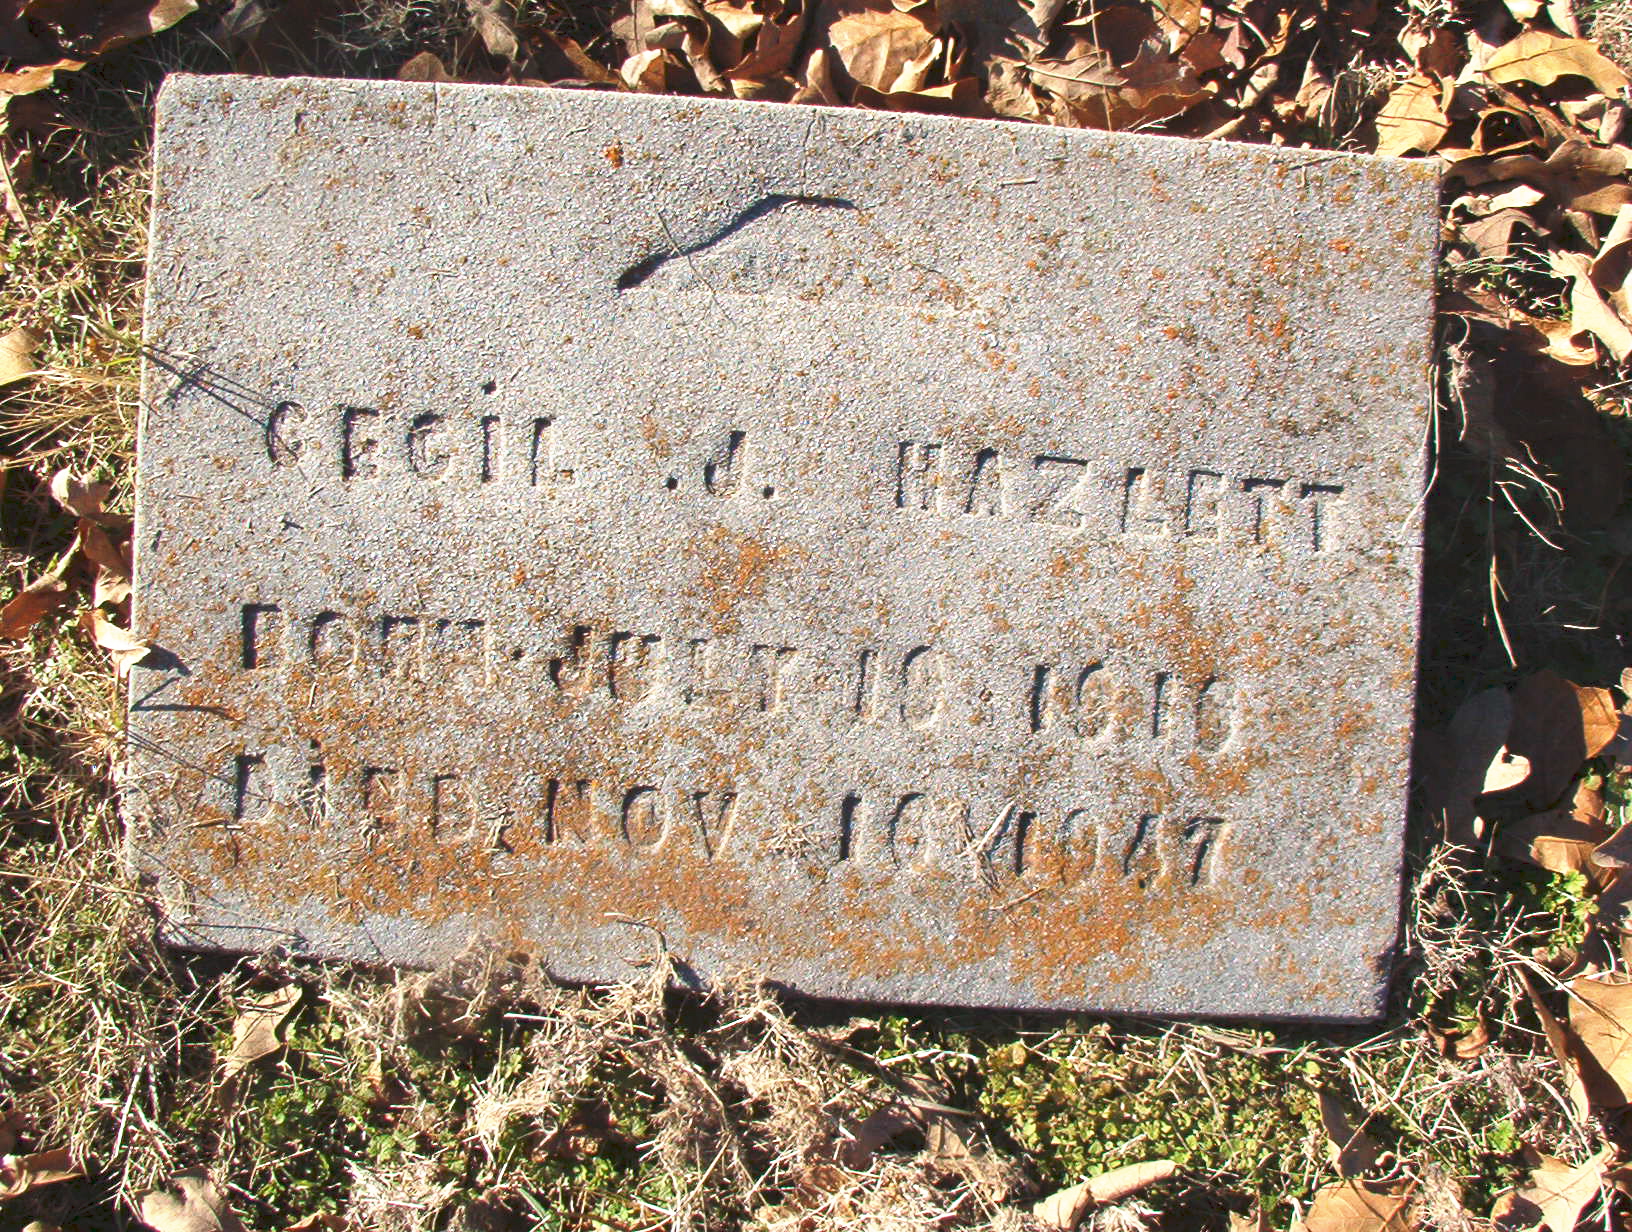 CECiL .J. HAZLETT
BORN. JULY 10 1910
DiED. NOV 10 1947